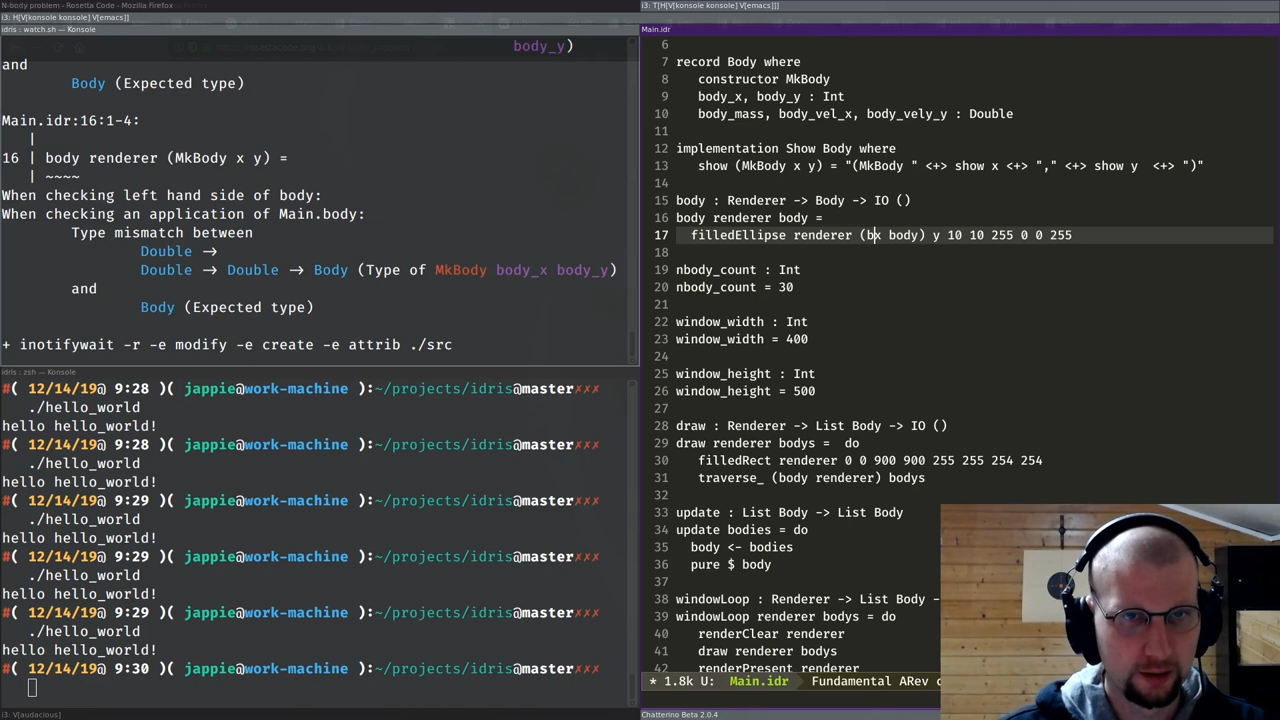 N-body problem - Rosetta Code - Mozilla Firefox
i3: H[V[konsole konsole] V[emacs]]
idris : watch.sh — Konsole
body_y)
and
Body (Expected type)
Main.idr:16:1-4:
|
16 | body renderer (MkBody x y) =
| ~~~~
When checking left hand side of body:
When checking an application of Main.body:
Type mismatch between
Double ->
Double -> Double -> Body (Type of MkBody body_x body_y)
and
Body (Expected type)
+ inotifywait -r -e modify -e create -e attrib ./src
idris : zsh — Konsole
#( 12/14/19@ 9:28 )( jappie@work-machine ):~/projects/idris@master✗✗✗
./hello_world
hello hello_world!
#( 12/14/19@ 9:28 )( jappie@work-machine ):~/projects/idris@master✗✗✗
./hello_world
hello hello_world!
#( 12/14/19@ 9:29 )( jappie@work-machine ):~/projects/idris@master✗✗✗
./hello_world
hello hello_world!
#( 12/14/19@ 9:29 )( jappie@work-machine ):~/projects/idris@master✗✗✗
./hello_world
hello hello_world!
#( 12/14/19@ 9:29 )( jappie@work-machine ):~/projects/idris@master✗✗✗
./hello_world
hello hello_world!
#( 12/14/19@ 9:30 )( jappie@work-machine ):~/projects/idris@master✗✗✗
i3: V[audacious]
i3: T[H[V[konsole konsole] V[emacs]]]
Main.idr
6
7 record Body where
8 constructor MkBody
9 body_x, body_y : Int
10 body_mass, body_vel_x, body_vely_y : Double
11
12 implementation Show Body where
13 show (MkBody x y) = "(MkBody " <+> show x <+> "," <+> show y  <+> ")"
14
15 body : Renderer -> Body -> IO ()
16 body renderer body =
17 filledEllipse renderer (bx body) y 10 10 255 0 0 255
18
19 nbody_count : Int
20 nbody_count = 30
21
22 window_width : Int
23 window_width = 400
24
25 window_height : Int
26 window_height = 500
27
28 draw : Renderer -> List Body -> IO ()
29 draw renderer bodys =  do
30 filledRect renderer 0 0 900 900 255 255 254 254
31 traverse_ (body renderer) bodys
32
33 update : List Body -> List Body
34 update bodies = do
35 body <- bodies
36 pure $ body
37
38 windowLoop : Renderer -> List Body -
39 windowLoop renderer bodys = do
40 renderClear renderer
41 draw renderer bodys
42 renderPresent renderer
* 1.8k U: Main.idr Fundamental ARev
Chatterino Beta 2.0.4